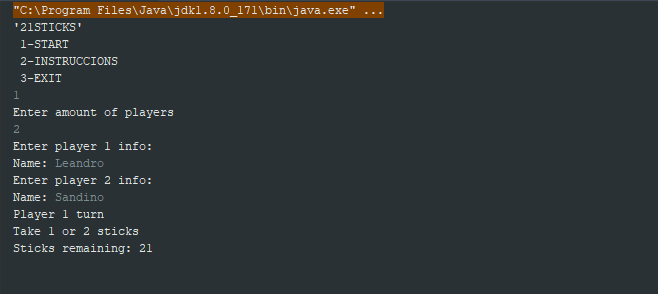 "C:\Program Files\Java\jdk1.8.0_171\bin\java.exe" ...
'21STICKS'
1-START
2-INSTRUCCIONS
3-EXIT
1
Enter amount of players
2
Enter player 1 info:
Name: Leandro
Enter player 2 info:
Name: Sandino
Player 1 turn
Take 1 or 2 sticks
Sticks remaining: 21